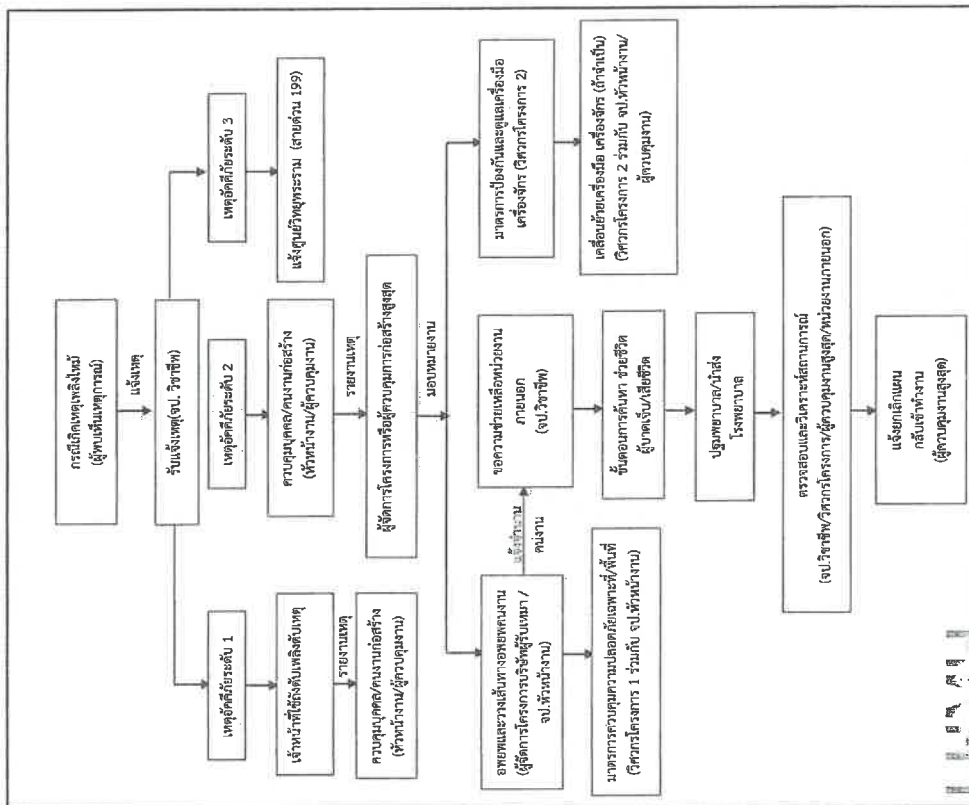 กรณีเกิดเหตุเพลิงไหม้
(ผู้พบเห็นเหตุการณ์)
แจ้งเหตุ
รับแจ้งเหตุ(จป. วิชาชีพ)
เหตุอัคคีภัยระดับ 1
เหตุอัคคีภัยระดับ 2
เหตุอัคคีภัยระดับ 3
เจ้าหน้าที่ใช้ถังดับเพลิงดับเหตุ
รายงานเหตุ
ควบคุมบุคคล/คนงานก่อสร้าง
(หัวหน้างาน/ผู้ควบคุมงาน)
ควบคุมบุคคล/คนงานก่อสร้าง
(หัวหน้างาน/ผู้ควบคุมงาน)
รายงานเหตุ
แจ้งศูนย์วิทยุพระราม (สายด่วน 199)
ผู้จัดการโครงการหรือผู้ควบคุมการก่อสร้างสูงสุด
มอบหมายงาน
อพยพและวางเส้นทางอพยพคนงาน
(ผู้จัดการโครงการบริษัทผู้รับเหมา /
จป.หัวหน้างาน)
แจ้งจำนวน
คนงาน
ขอความช่วยเหลือหน่วยงาน
ภายนอก
(จป.วิชาชีพ)
มาตรการป้องกันและดูแลเครื่องมือ
เครื่องจักร (วิศวกรโครงการ 2)
มาตรการควบคุมความปลอดภัยเฉพาะที่/พื้นที่
(วิศวกรโครงการ 1 ร่วมกับ จป.หัวหน้างาน)
ขั้นตอนการค้นหา ช่วยชีวิต
ผู้บาดเจ็บ/เสียชีวิต
เคลื่อนย้ายเครื่องมือ เครื่องจักร (ถ้าจำเป็น)
(วิศวกรโครงการ 2 ร่วมกับ จป.หัวหน้างาน/
ผู้ควบคุมงาน)
ปฐมพยาบาล/นำส่ง
โรงพยาบาล
ตรวจสอบและวิเคราะห์สถานการณ์
(จป.วิชาชีพ/วิศวกรโครงการ/ผู้ควบคุมงานสูงสุด/หน่วยงานภายนอก)
แจ้งยกเลิกแผน
กลับเข้าทำงาน
(ผู้ควบคุมงานสูงสุด)